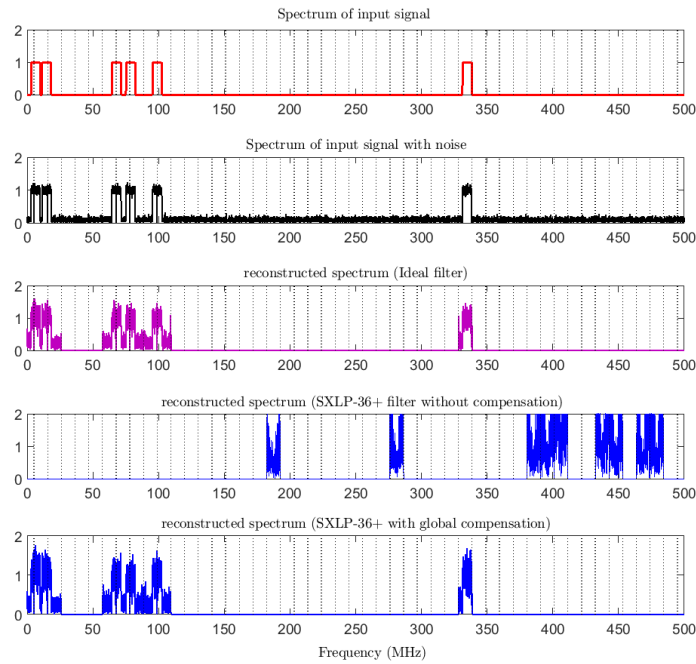 Spectrum of input signal
2
1
0
0 50 100 150 200 250 300 350 400 450 500
Spectrum of input signal with noise
2
1
0
0 50 100 150 200 250 300 350 400 450 500
reconstructed spectrum (Ideal filter)
2
1
0
0 50 100 150 200 250 300 350 400 450 500
reconstructed spectrum (SXLP-36+ filter without compensation)
2
1
0
0 50 100 150 200 250 300 350 400 450 500
reconstructed spectrum (SXLP-36+ with global compensation)
2
1
0
0 50 100 150 200 250 300 350 400 450 500
Frequency (MHz)